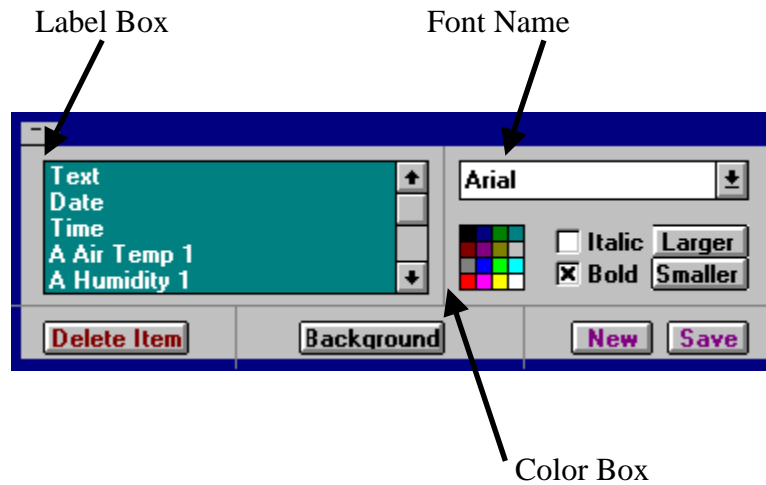 Label Box
Font Name
Text
Date
Time
A Air Temp 1
A Humidity 1
Arial
Italic
Larger
Bold
Smaller
Delete Item
Background
New
Save
Color Box